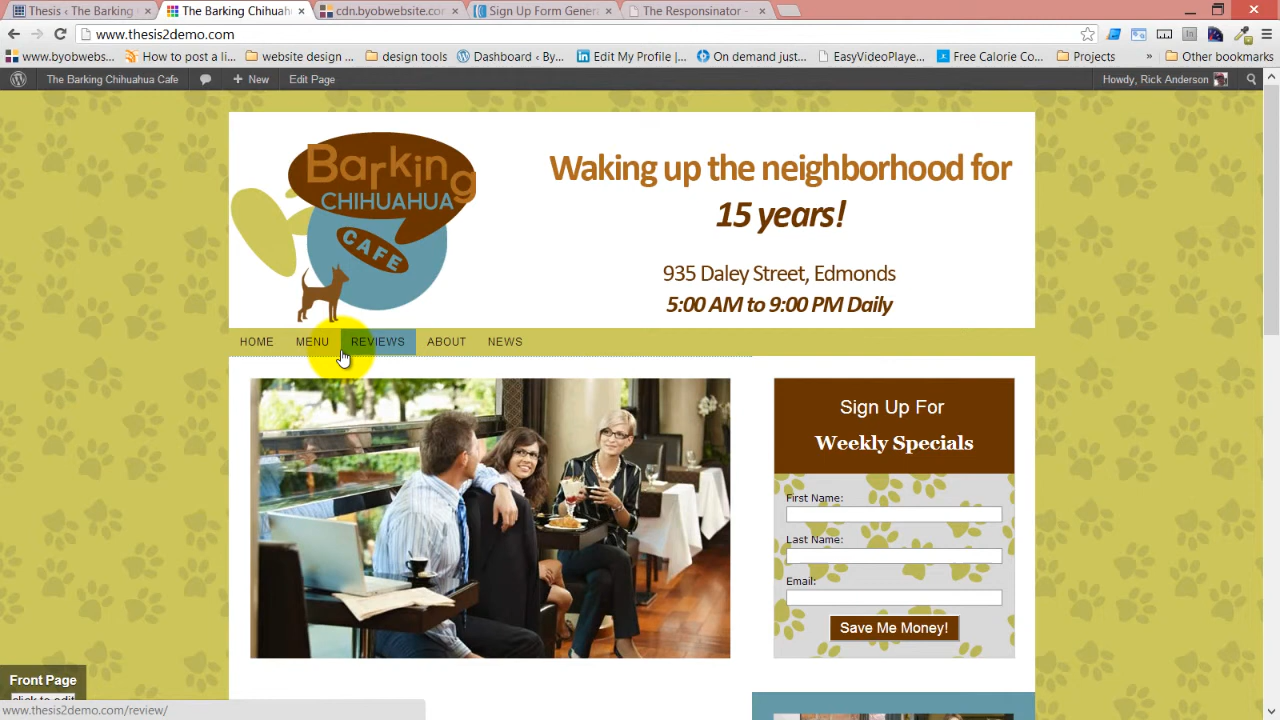 Thesis ‹ The Barking
The Barking Chihuah
cdn.byobwebsite.co
Sign Up Form Genera
The Responsinator -
www.thesis2demo.com
www.byobwebs...
How to post a li...
website design ...
design tools
Dashboard ‹ By...
Edit My Profile |...
On demand just...
EasyVideoPlaye...
Free Calorie Co...
Projects
»
Other bookmarks
The Barking Chihuahua Cafe
New
Edit Page
Howdy, Rick Anderson
Barking
CHIHUAHUA
CAFE
Waking up the neighborhood for
15 years!
935 Daley Street, Edmonds
5:00 AM to 9:00 PM Daily
HOME
MENU
REVIEWS
ABOUT
NEWS
Sign Up For
Weekly Specials
First Name:
Last Name:
Email:
Save Me Money!
Front Page
click to edit
www.thesis2demo.com/review/